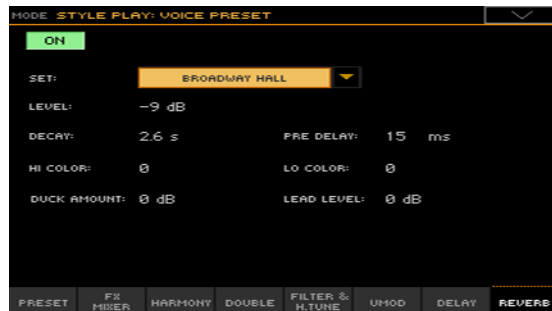 MODE STYLE PLAY: VOICE PRESET
ON
SET: BROADWAY HALL
LEVEL: -9 dB
DECAY: 2.6 s PRE DELAY: 15 ms
HI COLOR: 0 LO COLOR: 0
DUCK AMOUNT: 0 dB LEAD LEVEL: 0 dB
PRESET FX MIXER HARMONY DOUBLE FILTER & H.TUNE UMOD DELAY REVERB